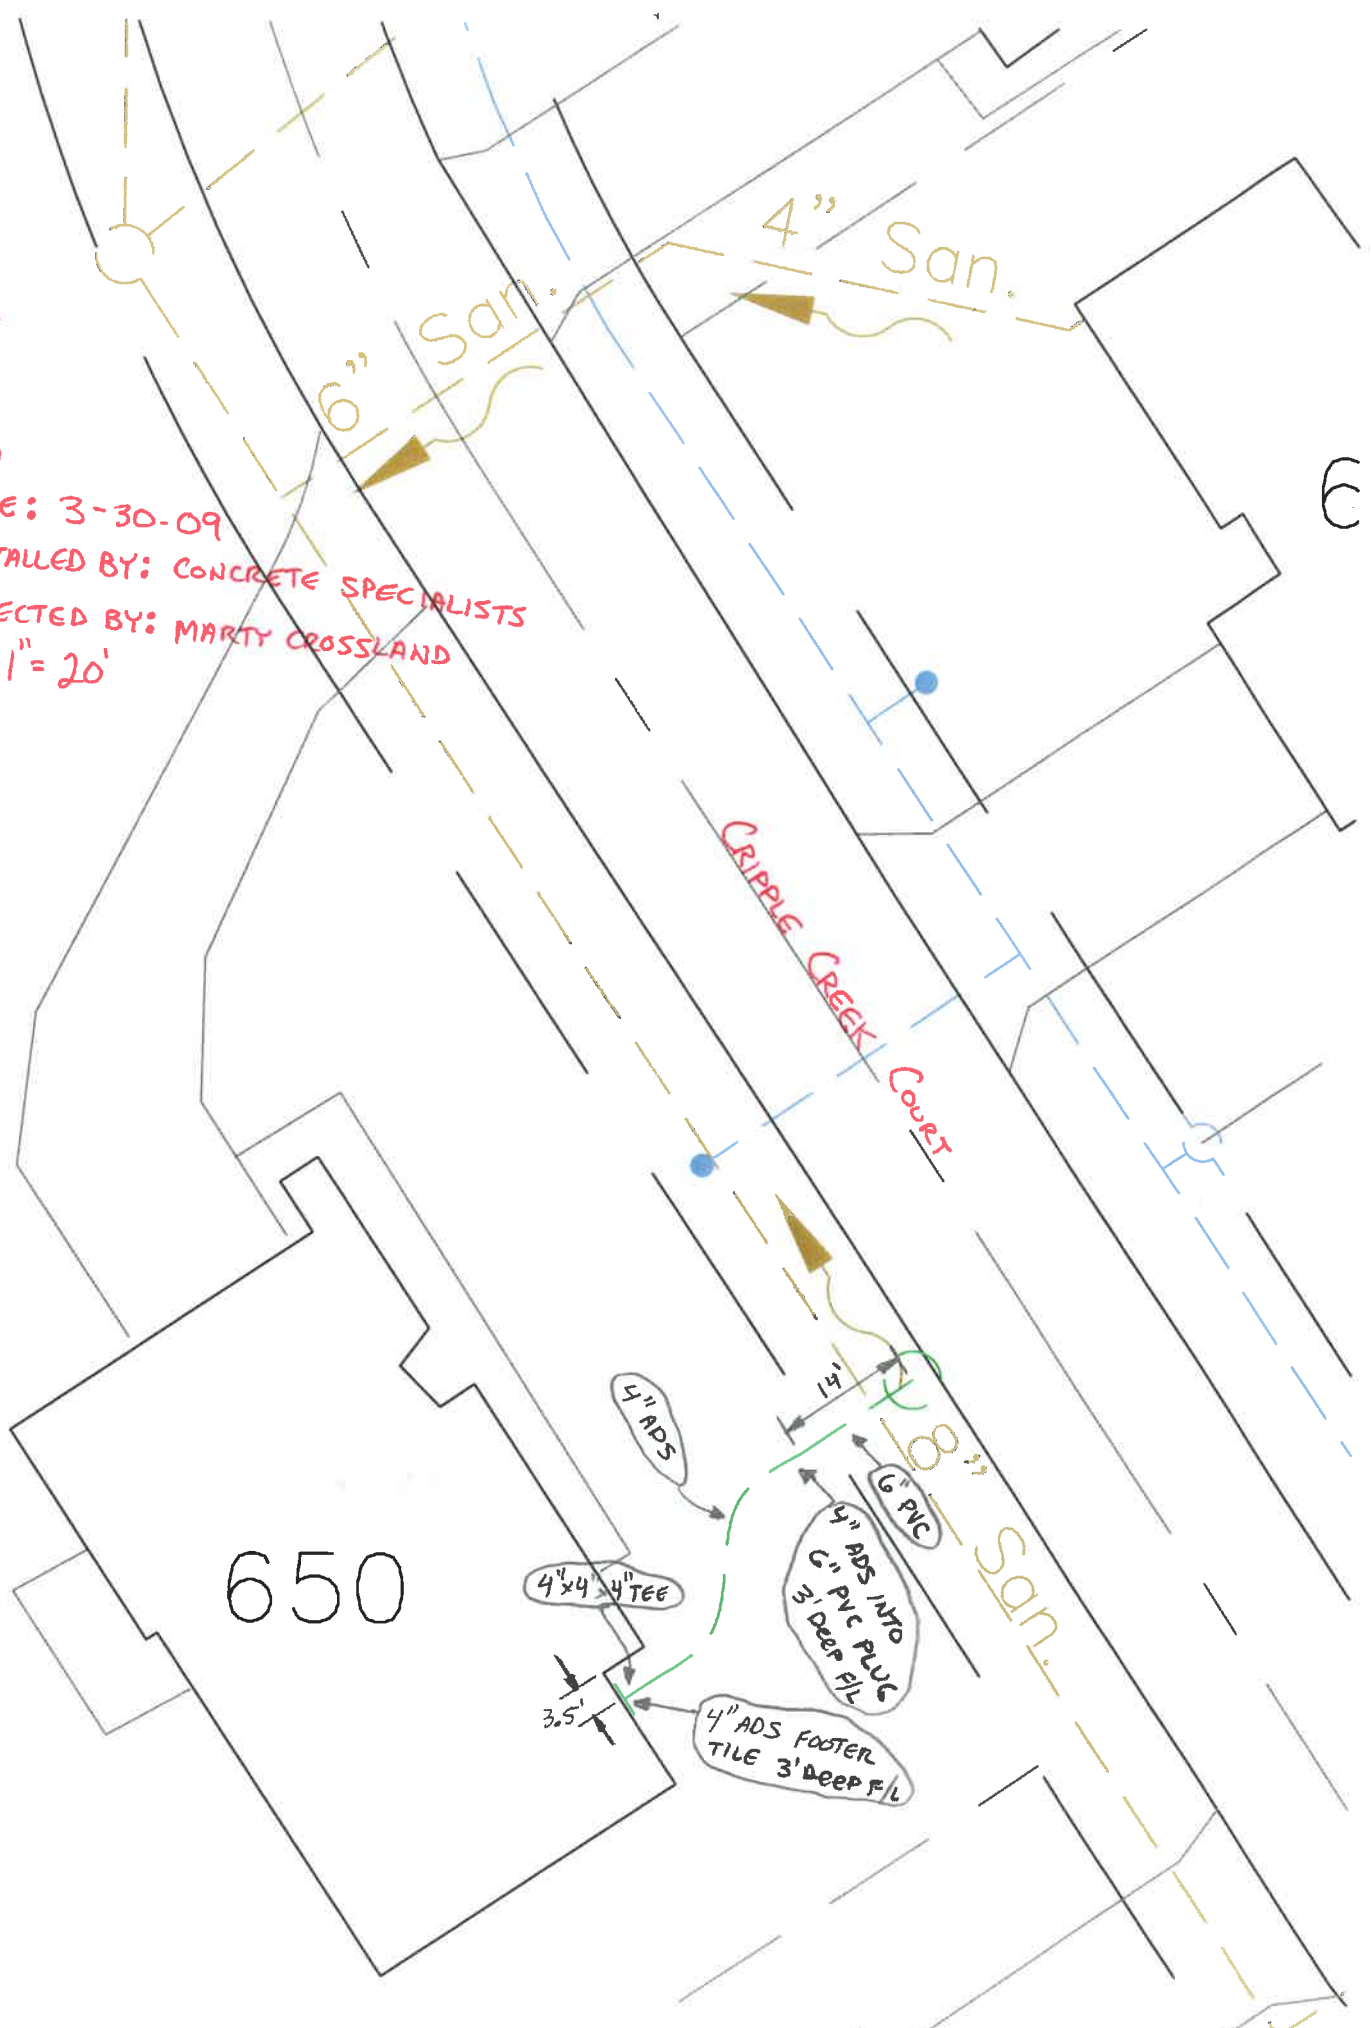 4" San.
6" San.
6
E: 3-30-09
TALLED BY: CONCRETE SPECIALISTS
ECTED BY: MARTY CROSSLAND
1"= 20'
CRIPPLE CREEK COURT
14'
4" ADS
6" PVC
8" San.
4" ADS INTO
6" PVC PLUG
3' DEEP F/L
650
4"x4"x4" TEE
3.5'
4" ADS FOOTER
TILE 3' DEEP F/L